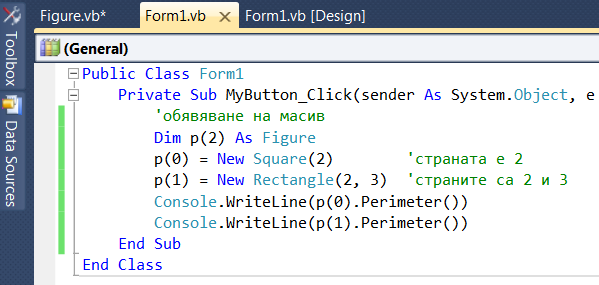 Figure.vb* Form1.vb Form1.vb [Design]
Toolbox
Data Sources
(General)
Public Class Form1
Private Sub MyButton_Click(sender As System.Object, e
'обявяване на масив
Dim p(2) As Figure
p(0) = New Square(2) 'страната е 2
p(1) = New Rectangle(2, 3) 'страните са 2 и 3
Console.WriteLine(p(0).Perimeter())
Console.WriteLine(p(1).Perimeter())
End Sub
End Class